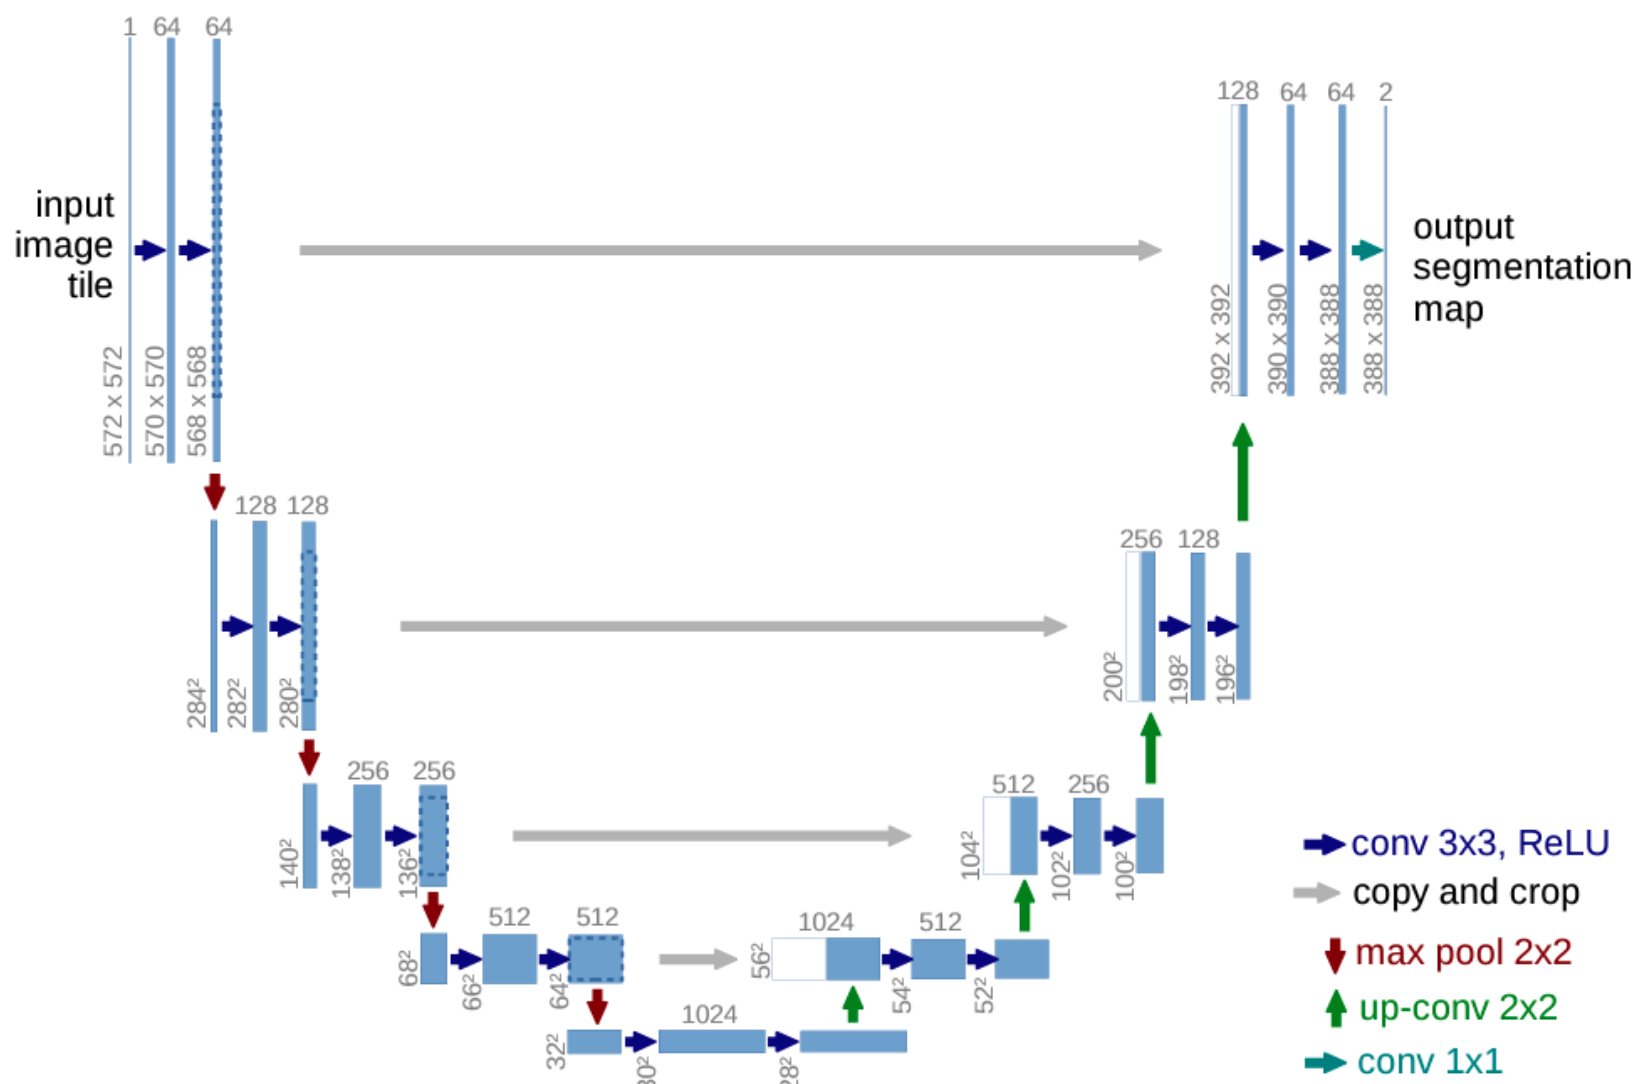 1 64 64
input
image
tile
572 x 572
570 x 570
568 x 568
128 64 64 2
392 x 392
390 x 390
388 x 388
388 x 388
output
segmentation
map
128 128
284²
282²
280²
256 128
200²
198²
196²
256 256
140²
138²
136²
512 256
104²
102²
100²
512 512
68²
66²
64²
1024 512
56²
54²
52²
1024
32²
conv 3x3, ReLU
copy and crop
max pool 2x2
up-conv 2x2
conv 1x1